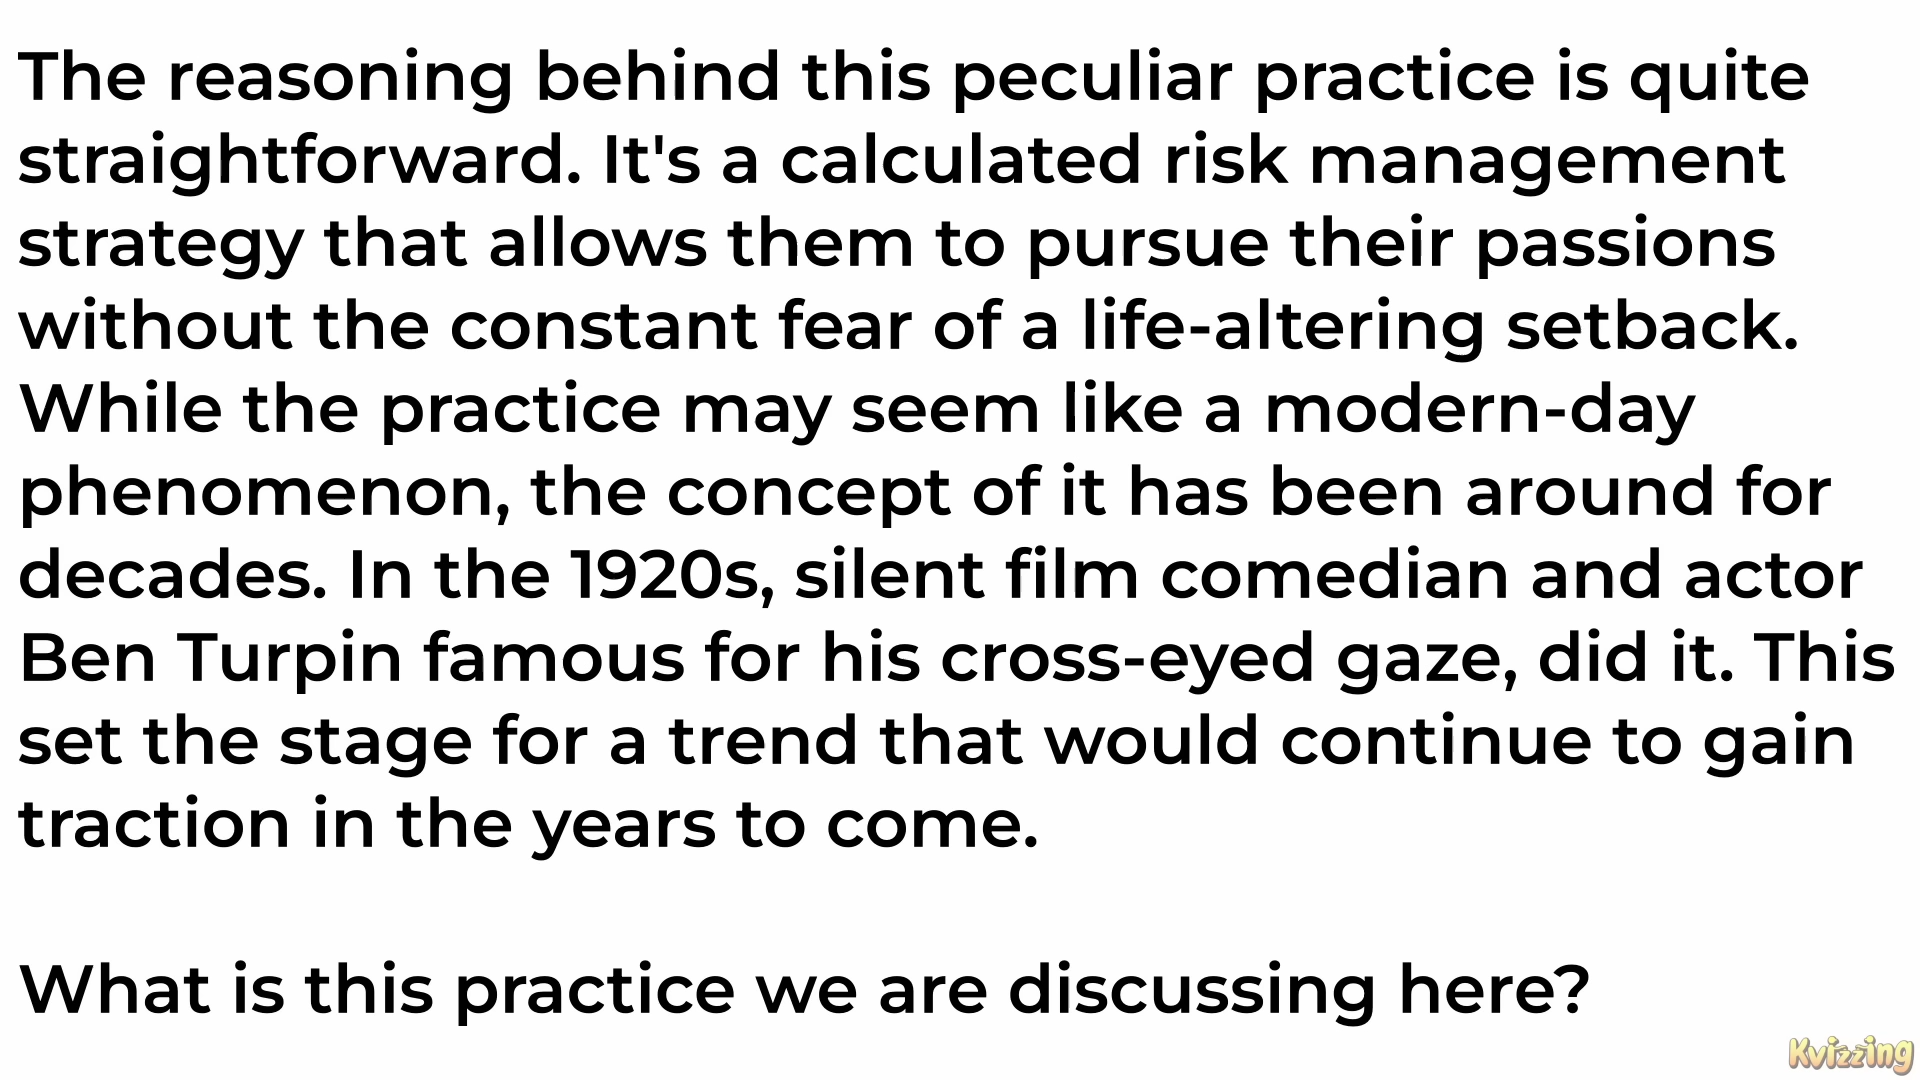 The reasoning behind this peculiar practice is quite
straightforward. It's a calculated risk management
strategy that allows them to pursue their passions
without the constant fear of a life-altering setback.
While the practice may seem like a modern-day
phenomenon, the concept of it has been around for
decades. In the 1920s, silent film comedian and actor
Ben Turpin famous for his cross-eyed gaze, did it. This
set the stage for a trend that would continue to gain
traction in the years to come.
What is this practice we are discussing here?
Kvizzing